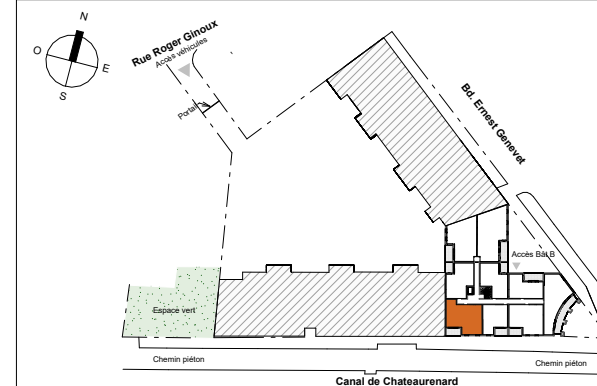 N
O
E
S
Rue Roger Ginoux
Accès véhicules
Portail
Bd. Ernest Genevet
Accès Bât B
Espace vert
Chemin piéton
Chemin piéton
Canal de Chateaurenard